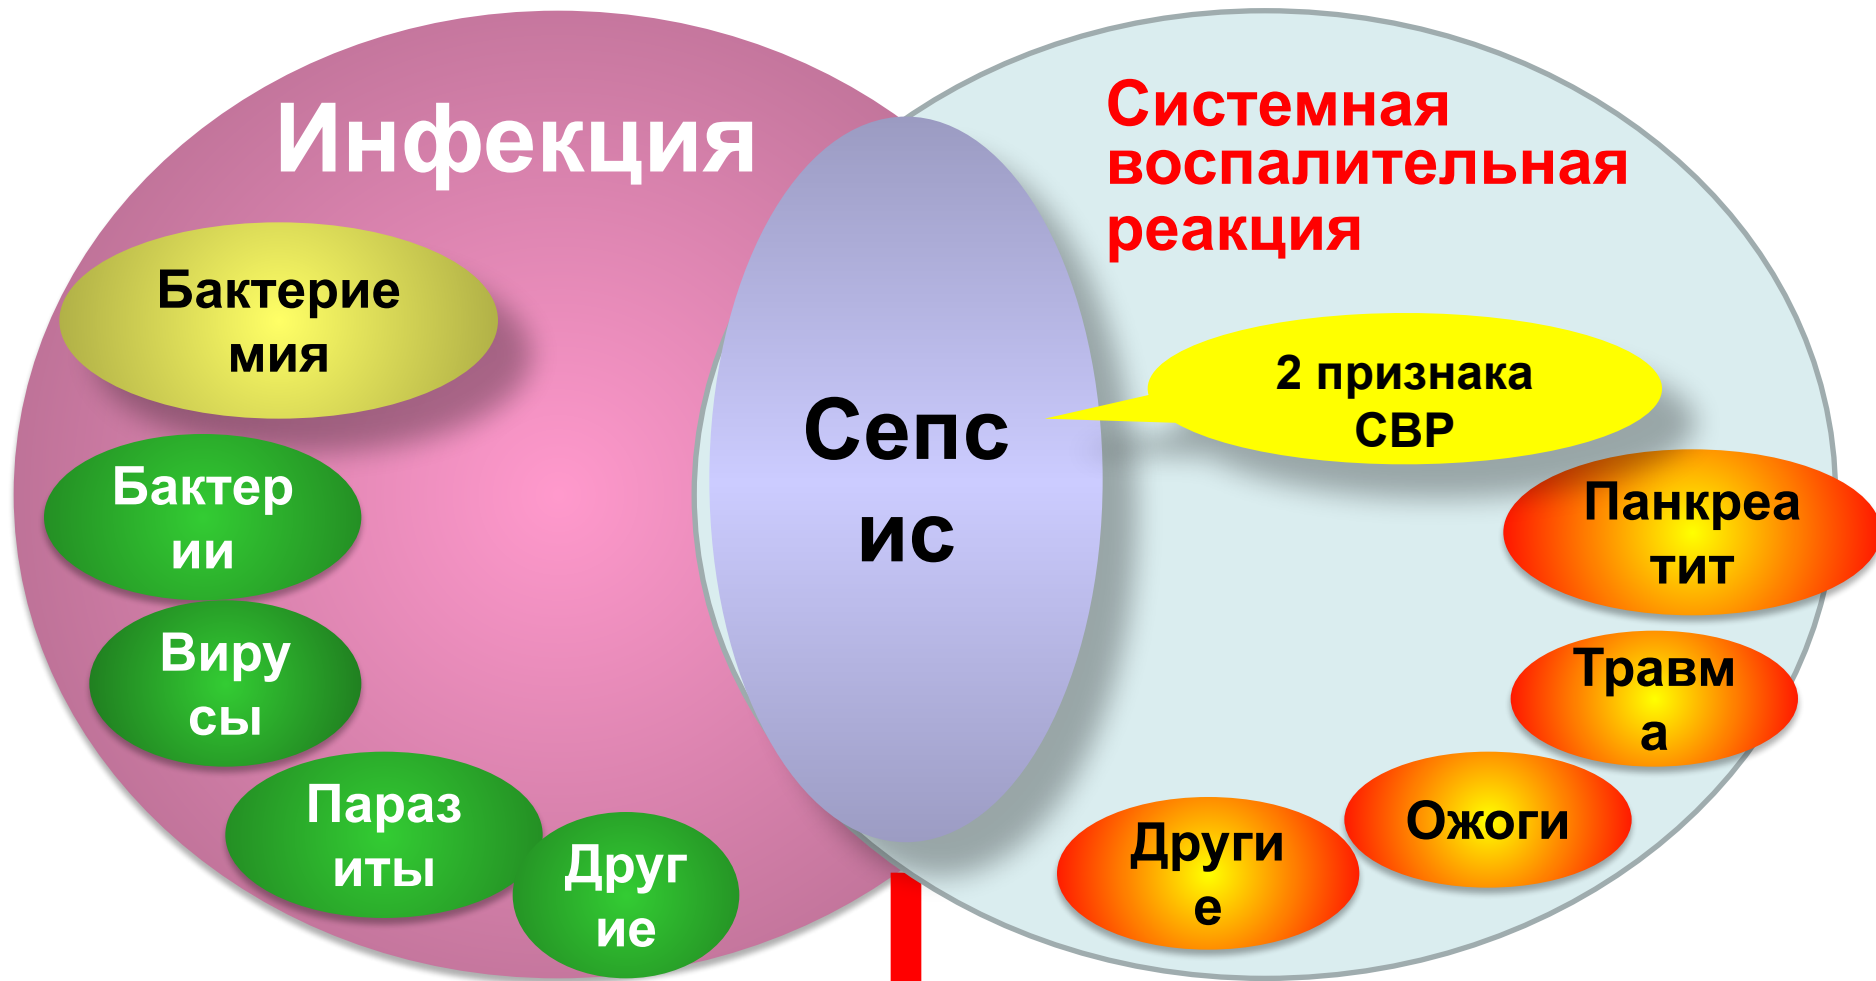 Инфекция
Системная
воспалительная
реакция
Бактерие
мия
2 признака
СВР
Сепс
ис
Бактер
ии
Панкреа
тит
Виру
сы
Травм
а
Параз
иты
Ожоги
Други
е
Друг
ие